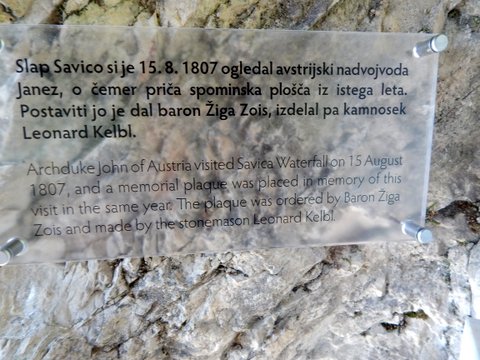 Slap Savico si je 15. 8. 1807 ogledal avstrijski nadvojvoda
Janez, o čemer priča spominska plošča iz istega leta.
Postaviti jo je dal baron Žiga Zois, izdelal pa kamnosek
Leonard Kelbl.
Archduke John of Austria visited Savica Waterfall on 15 August
1807, and a memorial plaque was placed in memory of this
visit in the same year. The plaque was ordered by Baron Žiga
Zois and made by the stonemason Leonard Kelbl.